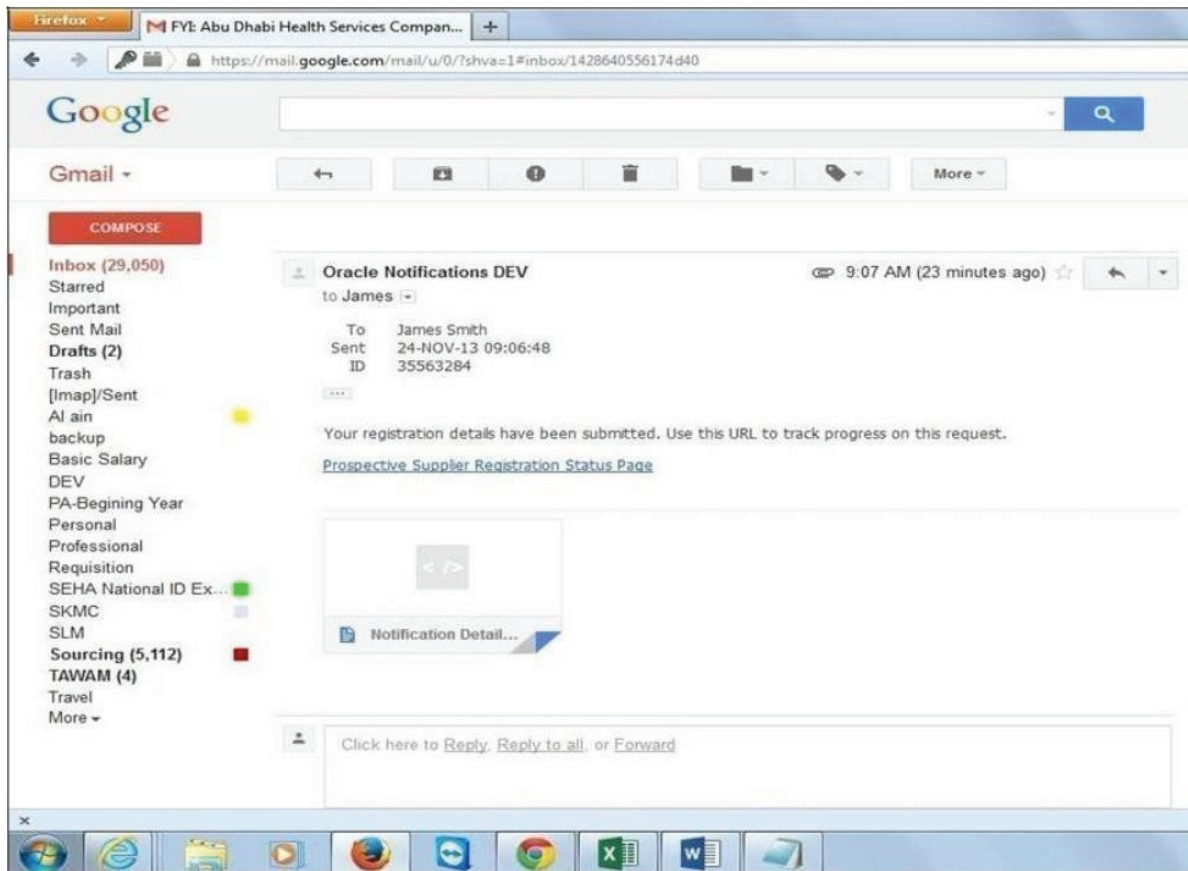 Firefox
FYI: Abu Dhabi Health Services Compan...
https://mail.google.com/mail/u/0/?shva=1#inbox/1428640556174d40
Google
Gmail
More
COMPOSE
Inbox (29,050)
Starred
Important
Sent Mail
Drafts (2)
Trash
[Imap]/Sent
Al ain
backup
Basic Salary
DEV
PA-Begining Year
Personal
Professional
Requisition
SEHA National ID Ex...
SKMC
SLM
Sourcing (5,112)
TAWAM (4)
Travel
More
Oracle Notifications DEV 9:07 AM (23 minutes ago)
to James
To James Smith
Sent 24-NOV-13 09:06:48
ID 35563284
...
Your registration details have been submitted. Use this URL to track progress on this request.
Prospective Supplier Registration Status Page
</>
Notification Detail...
Click here to Reply, Reply to all, or Forward